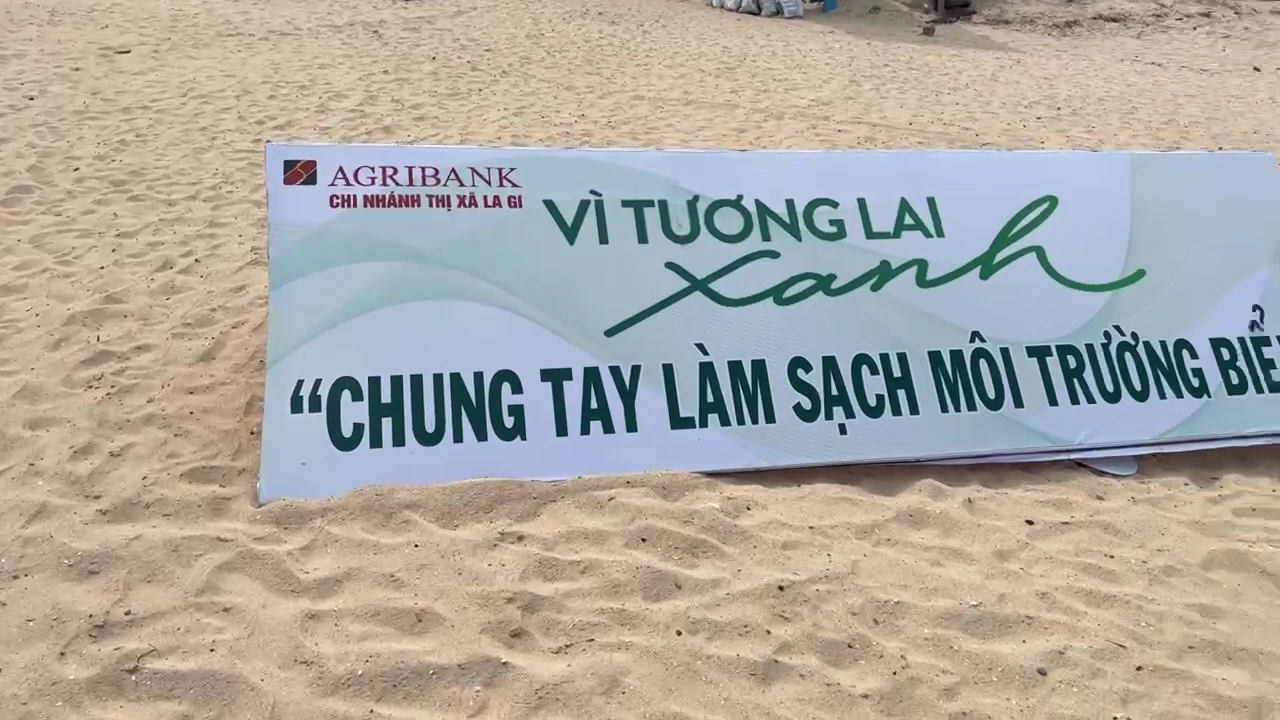 AGRIBANK
CHI NHÁNH THỊ XÃ LA GI
VÌ TƯƠNG LAI
xanh
“CHUNG TAY LÀM SẠCH MÔI TRƯỜNG